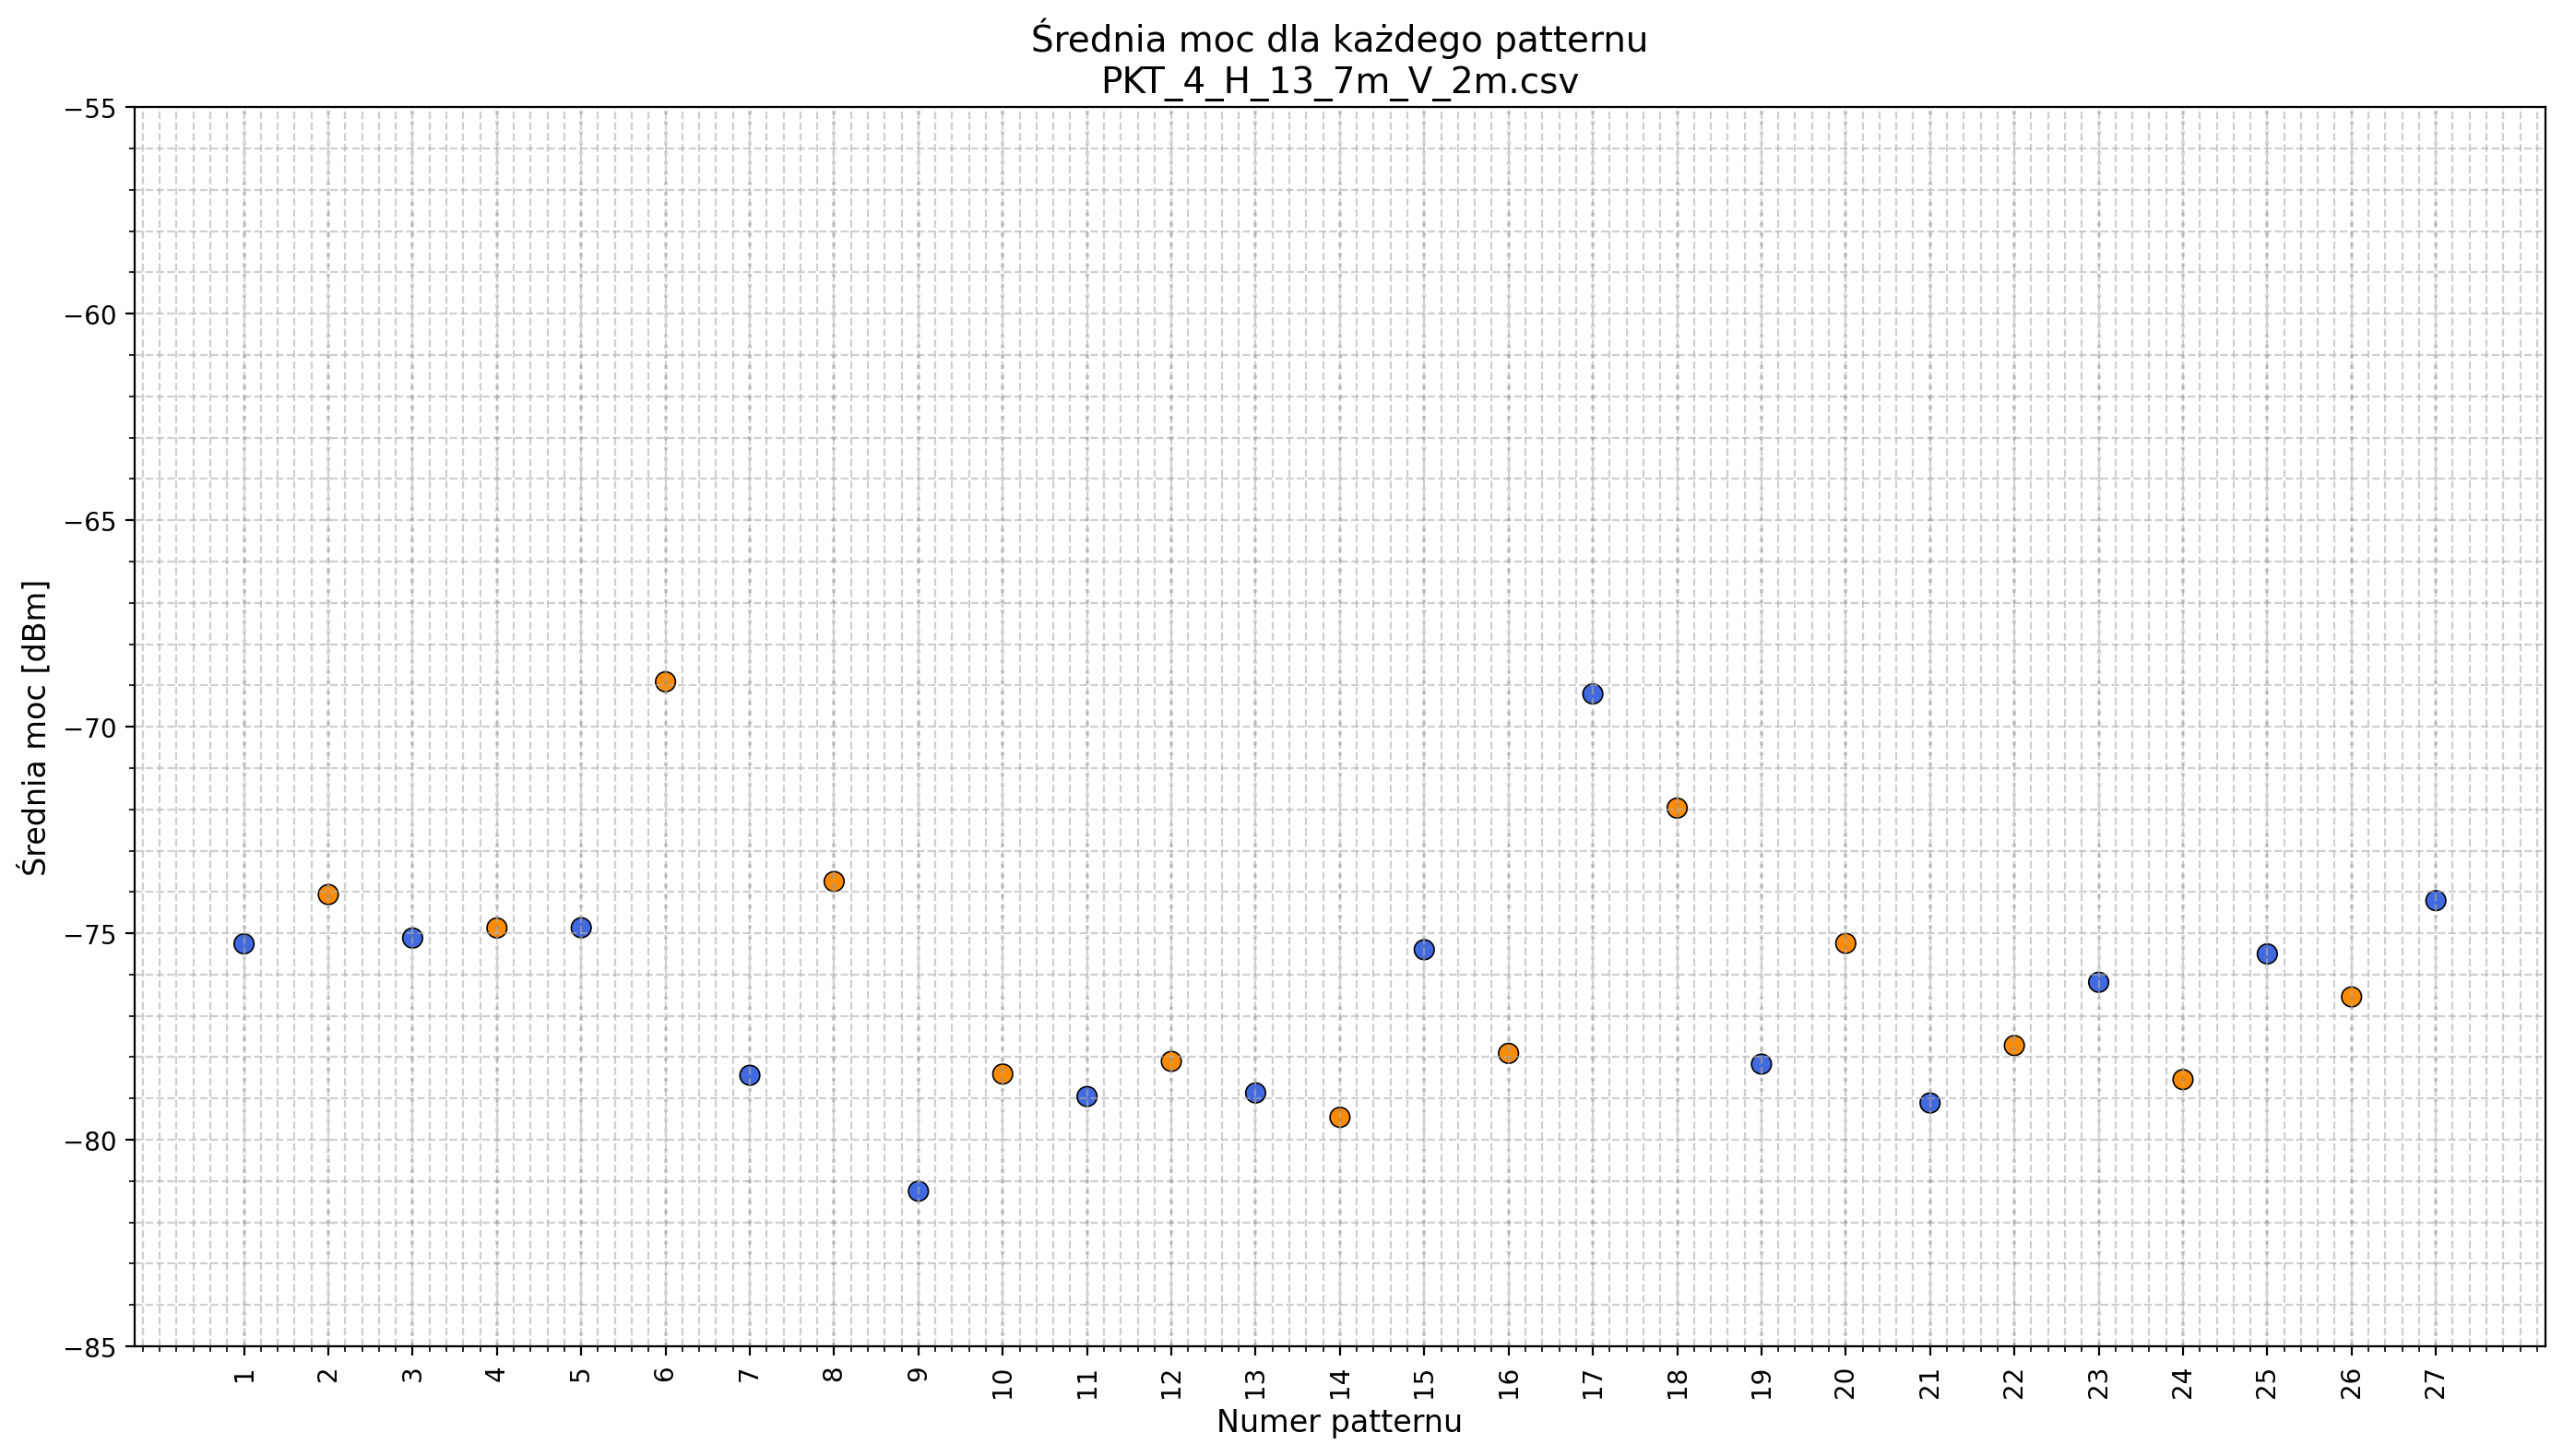 Średnia moc dla każdego patternu
PKT_4_H_13_7m_V_2m.csv
−55
−60
−65
−70
−75
−80
−85
Średnia moc [dBm]
1 2 3 4 5 6 7 8 9 10 11 12 13 14 15 16 17 18 19 20 21 22 23 24 25 26 27
Numer patternu